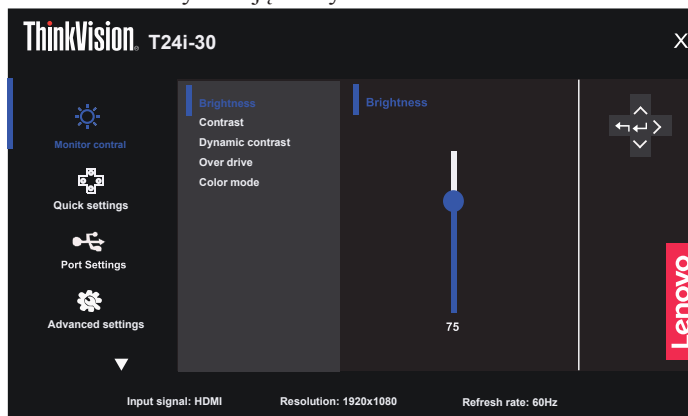 ThinkVision® T24i-30
X
Monitor contral
Quick settings
Port Settings
Advanced settings
Brightness
Contrast
Dynamic contrast
Over drive
Color mode
Brightness
75
Lenovo
Input signal: HDMI Resolution: 1920x1080 Refresh rate: 60Hz